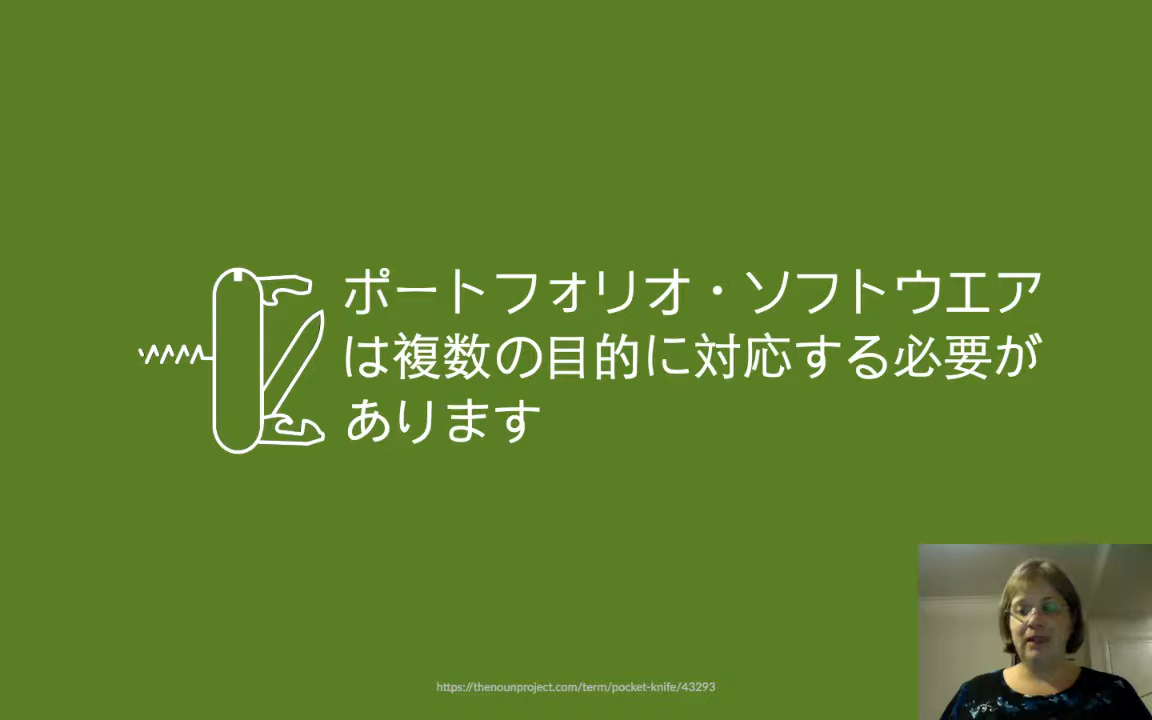 ポートフォリオ・ソフトウエア
は複数の目的に対応する必要が
あります
https://thenounproject.com/term/pocket-knife/43293